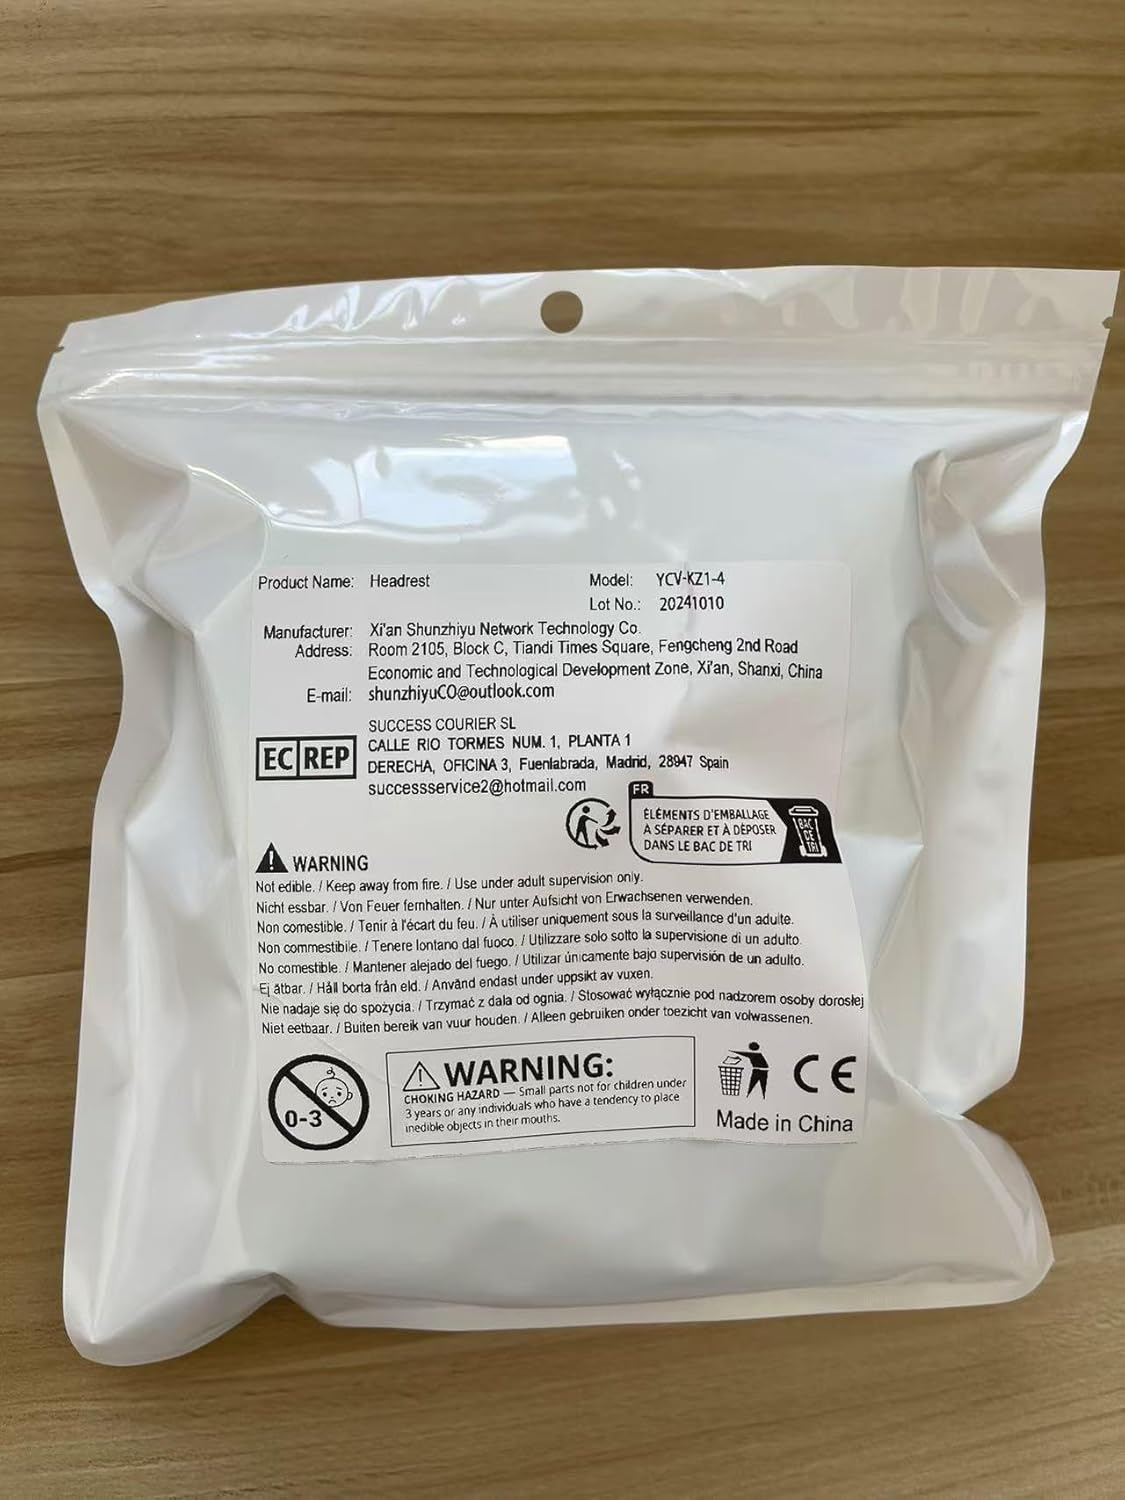 Product Name: Headrest
Model: YCV-KZ1-4
Lot No.: 20241010
Manufacturer: Xi'an Shunzhiyu Network Technology Co.
Address: Room 2105, Block C, Tiandi Times Square, Fengcheng 2nd Road
Economic and Technological Development Zone, Xi'an, Shanxi, China
E-mail: shunzhiyuCO@outlook.com
EC REP
SUCCESS COURIER SL
CALLE RIO TORMES NUM. 1, PLANTA 1
DERECHA, OFICINA 3, Fuenlabrada, Madrid, 28947 Spain
successservice2@hotmail.com
FR
ÉLÉMENTS D'EMBALLAGE
À SÉPARER ET À DÉPOSER
DANS LE BAC DE TRI
BAC
DE
TRI
WARNING
Not edible. / Keep away from fire. / Use under adult supervision only.
Nicht essbar. / Von Feuer fernhalten. / Nur unter Aufsicht von Erwachsenen verwenden.
Non comestible. / Tenir à l'écart du feu. / À utiliser uniquement sous la surveillance d'un adulte.
Non commestibile. / Tenere lontano dal fuoco. / Utilizzare solo sotto la supervisione di un adulto.
No comestible. / Mantener alejado del fuego. / Utilizar únicamente bajo supervisión de un adulto.
Ej ätbar. / Håll borta från eld. / Använd endast under uppsikt av vuxen.
Nie nadaje się do spożycia. / Trzymać z dala od ognia. / Stosować wyłącznie pod nadzorem osoby dorosłej
Niet eetbaar. / Buiten bereik van vuur houden. / Alleen gebruiken onder toezicht van volwassenen.
0-3
WARNING:
CHOKING HAZARD — Small parts not for children under
3 years or any individuals who have a tendency to place
inedible objects in their mouths.
CE
Made in China